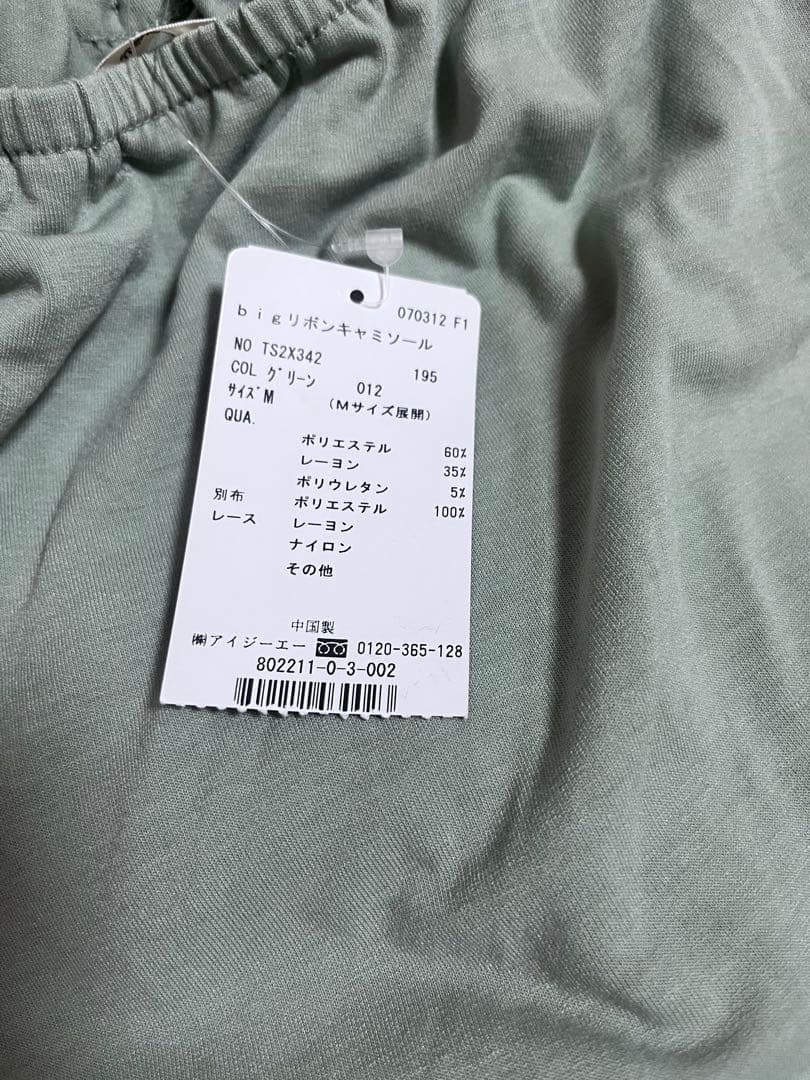 070312 F1
bigリボンキャミソール
NO TS2X342 195
COL グリーン 012
サイズM (Mサイズ展開)
QUA.
ポリエステル 60%
レーヨン 35%
ポリウレタン 5%
別布 ポリエステル 100%
レース レーヨン
ナイロン
その他
中国製
㈱アイジーエー 0120-365-128
802211-0-3-002